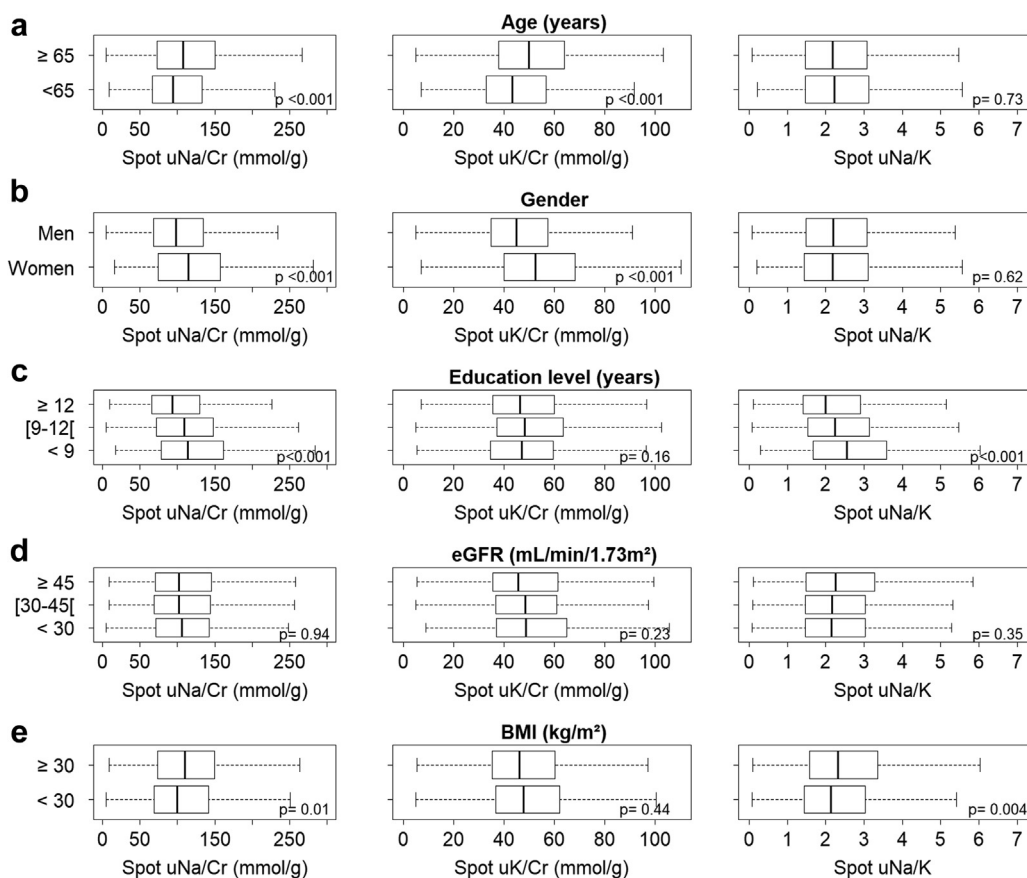 a
Age (years)
≥ 65
<65
p <0.001
p <0.001
p= 0.73
0 50 150 250
0 20 40 60 80 100
0 1 2 3 4 5 6 7
Spot uNa/Cr (mmol/g)
Spot uK/Cr (mmol/g)
Spot uNa/K
b
Gender
Men
Women
p <0.001
p <0.001
p= 0.62
0 50 150 250
0 20 40 60 80 100
0 1 2 3 4 5 6 7
Spot uNa/Cr (mmol/g)
Spot uK/Cr (mmol/g)
Spot uNa/K
c
Education level (years)
≥ 12
[9-12[
< 9
p<0.001
p= 0.16
p<0.001
0 50 150 250
0 20 40 60 80 100
0 1 2 3 4 5 6 7
Spot uNa/Cr (mmol/g)
Spot uK/Cr (mmol/g)
Spot uNa/K
d
eGFR (mL/min/1.73m²)
≥ 45
[30-45[
< 30
p= 0.94
p= 0.23
p= 0.35
0 50 150 250
0 20 40 60 80 100
0 1 2 3 4 5 6 7
Spot uNa/Cr (mmol/g)
Spot uK/Cr (mmol/g)
Spot uNa/K
e
BMI (kg/m²)
≥ 30
< 30
p= 0.01
p= 0.44
p= 0.004
0 50 150 250
0 20 40 60 80 100
0 1 2 3 4 5 6 7
Spot uNa/Cr (mmol/g)
Spot uK/Cr (mmol/g)
Spot uNa/K